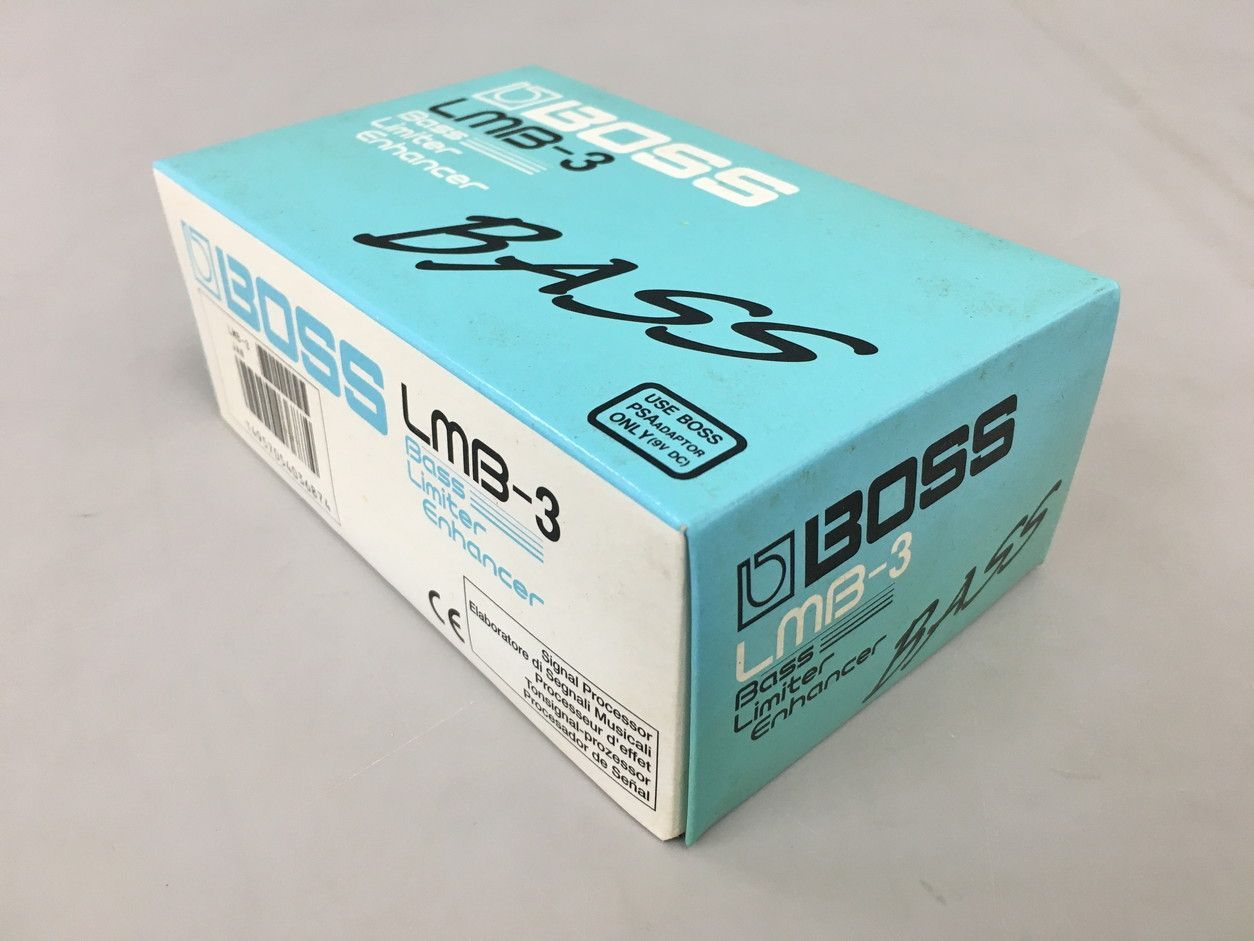 BOSS
LMB-3
Bass
Limiter
Enhancer
BASS
USE BOSS
PSA ADAPTOR
ONLY (9V DC)
BOSS
LMB-3
LMB-3
Bass
Limiter
Enhancer
CE
Signal Processor
Elaboratore di Segnali Musicali
Processeur d'effet
Tonsignal-prozessor
Procesador de Señal
BOSS
LMB-3
Bass
Limiter
Enhancer
BASS